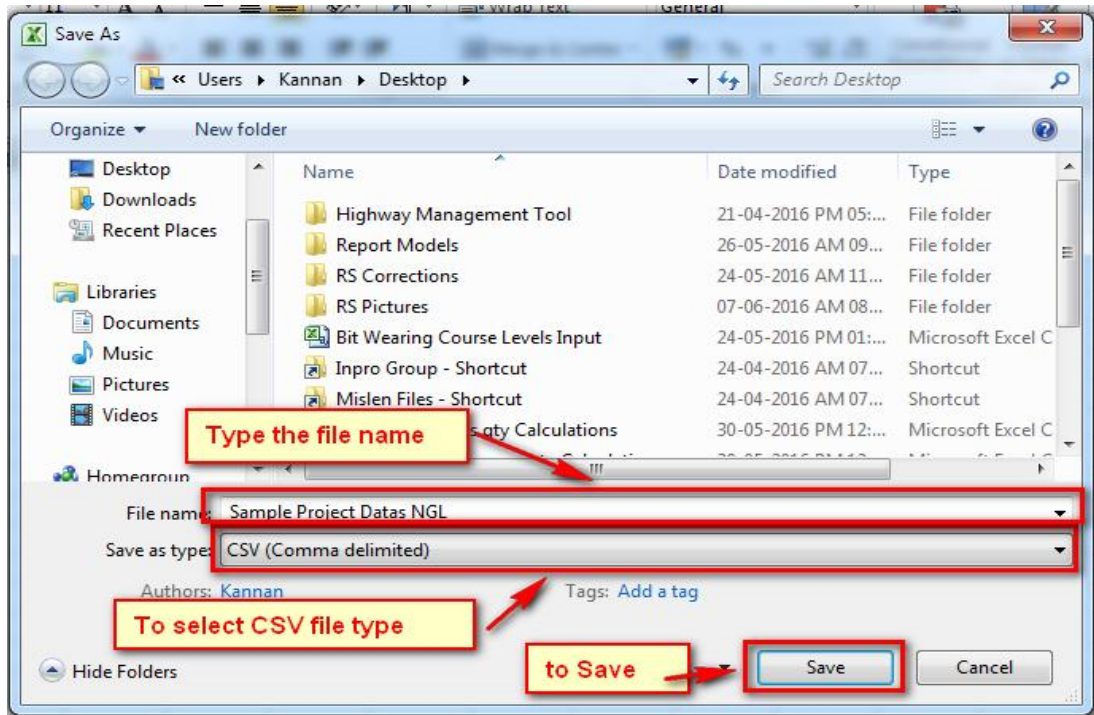 Wrap Text General
Save As
« Users Kannan Desktop Search Desktop
Organize New folder
Desktop Name Date modified Type
Downloads
Highway Management Tool 21-04-2016 PM 05:... File folder
Recent Places
Report Models 26-05-2016 AM 09... File folder
RS Corrections 24-05-2016 AM 11... File folder
Libraries
RS Pictures 07-06-2016 AM 08... File folder
Documents
Bit Wearing Course Levels Input 24-05-2016 PM 01:... Microsoft Excel C
Music
Inpro Group - Shortcut 24-04-2016 AM 07... Shortcut
Pictures
Mislen Files - Shortcut 24-04-2016 AM 07... Shortcut
Videos
Type the file name
qty Calculations 30-05-2016 PM 12:... Microsoft Excel C
Homegroup
File name: Sample Project Datas NGL
Save as type: CSV (Comma delimited)
Authors: Kannan Tags: Add a tag
To select CSV file type
to Save
Hide Folders Save Cancel